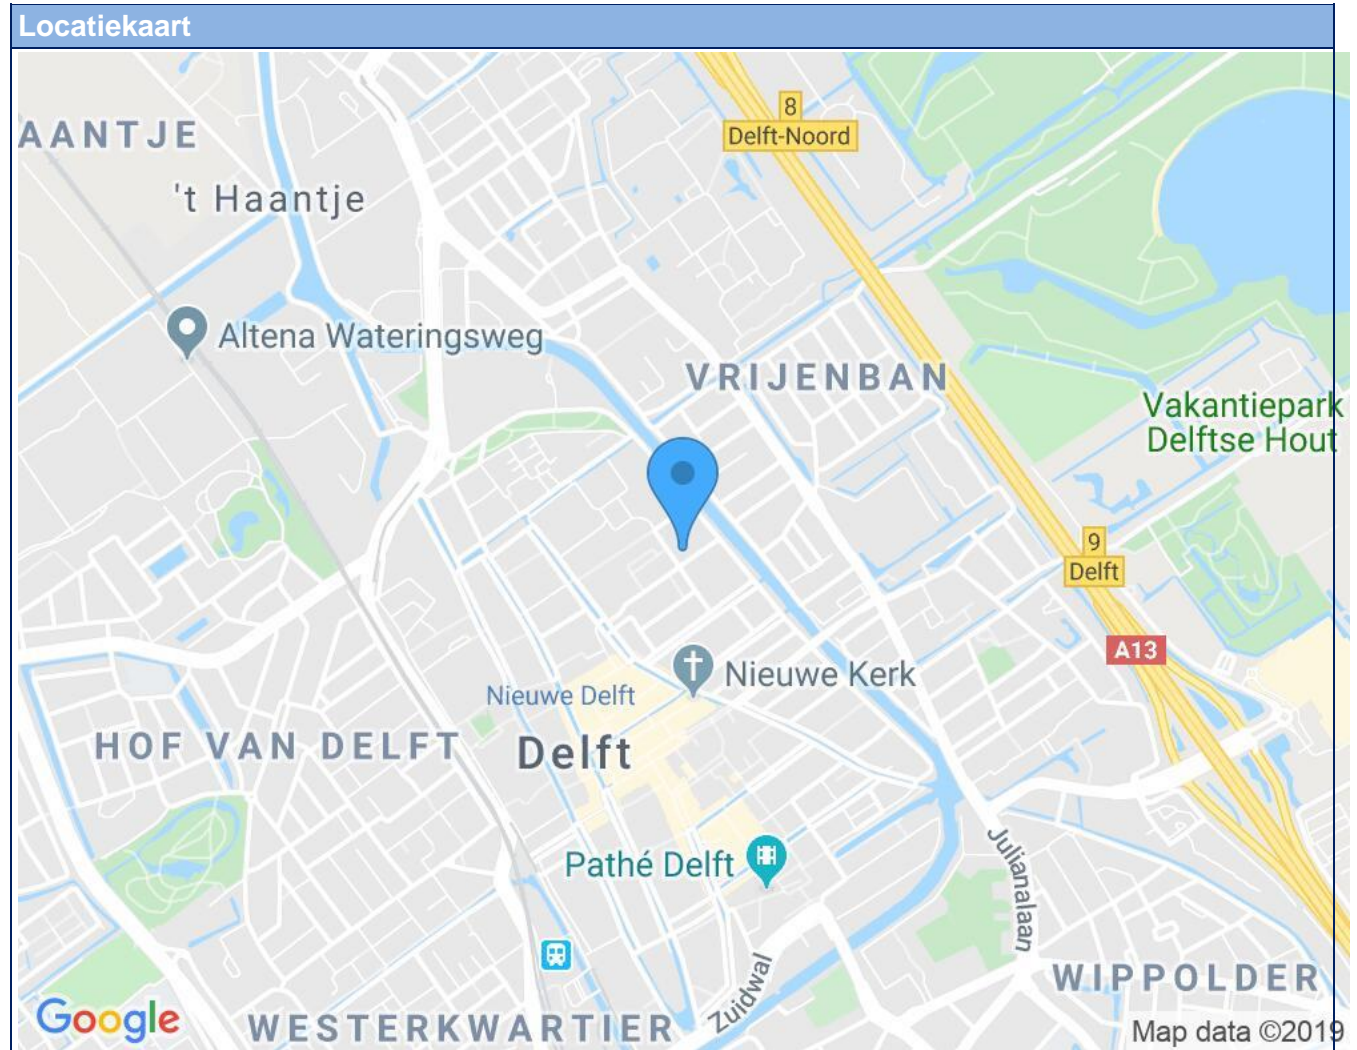 Locatiekaart
8
Delft-Noord
AANTJE
't Haantje
Altena Wateringsweg
VRIJENBAN
Vakantiepark
Delftse Hout
9
Delft
A13
Nieuwe Kerk
Nieuwe Delft
HOF VAN DELFT
Delft
Pathé Delft
Julianalaan
Zuidwal
WIPPOLDER
Google
WESTERKWARTIER
Map data ©2019